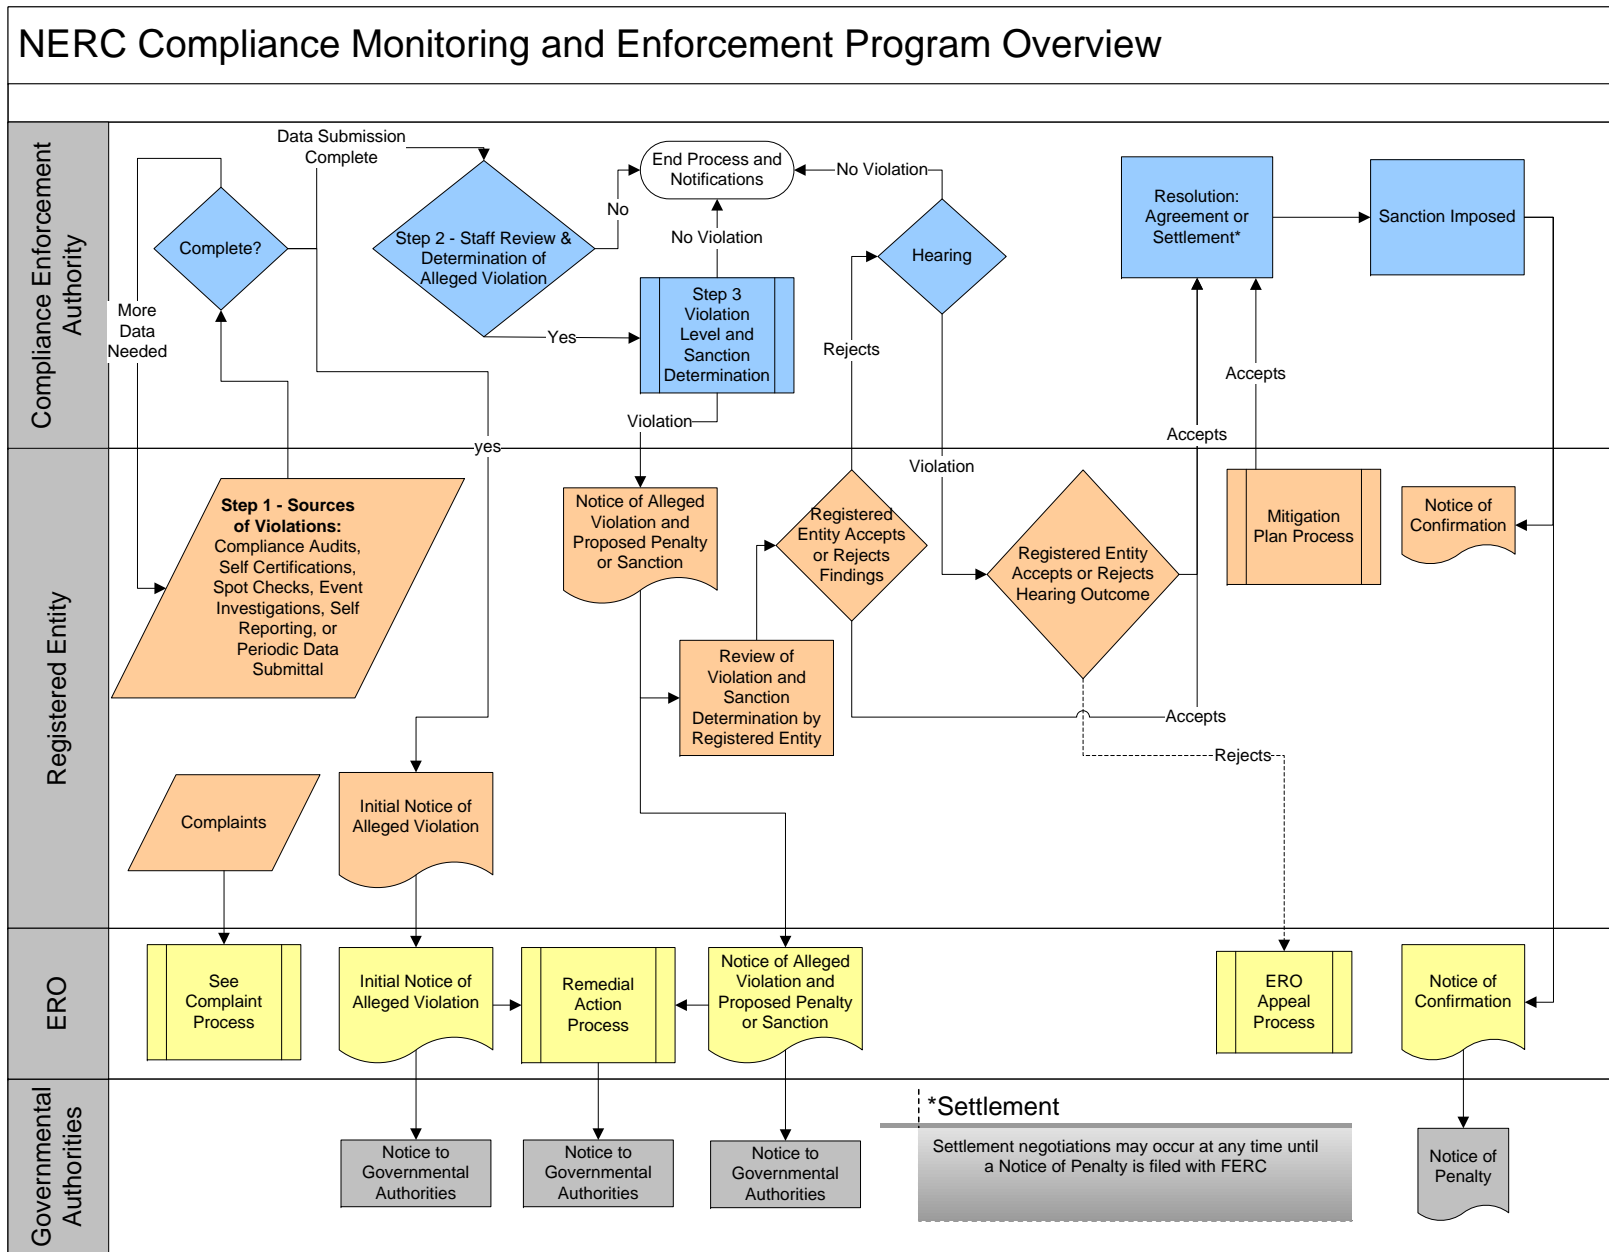 NERC Compliance Monitoring and Enforcement Program Overview
Compliance Enforcement
Authority
Data Submission
Complete
Complete?
More
Data
Needed
Step 2 - Staff Review &
Determination of
Alleged Violation
No
Yes
End Process and
Notifications
No Violation
Step 3
Violation
Level and
Sanction
Determination
Violation
No Violation
Hearing
Rejects
Resolution:
Agreement or
Settlement*
Sanction Imposed
Accepts
Accepts
yes
Violation
Registered Entity
Step 1 - Sources
of Violations:
Compliance Audits,
Self Certifications,
Spot Checks, Event
Investigations, Self
Reporting, or
Periodic Data
Submittal
Notice of Alleged
Violation and
Proposed Penalty
or Sanction
Registered
Entity Accepts
or Rejects
Findings
Registered Entity
Accepts or Rejects
Hearing Outcome
Mitigation
Plan Process
Notice of
Confirmation
Review of
Violation and
Sanction
Determination by
Registered Entity
Accepts
Rejects
Complaints
Initial Notice of
Alleged Violation
ERO
See
Complaint
Process
Initial Notice of
Alleged Violation
Remedial
Action
Process
Notice of Alleged
Violation and
Proposed Penalty
or Sanction
ERO
Appeal
Process
Notice of
Confirmation
Governmental
Authorities
Notice to
Governmental
Authorities
Notice to
Governmental
Authorities
Notice to
Governmental
Authorities
*Settlement
Settlement negotiations may occur at any time until
a Notice of Penalty is filed with FERC
Notice of
Penalty